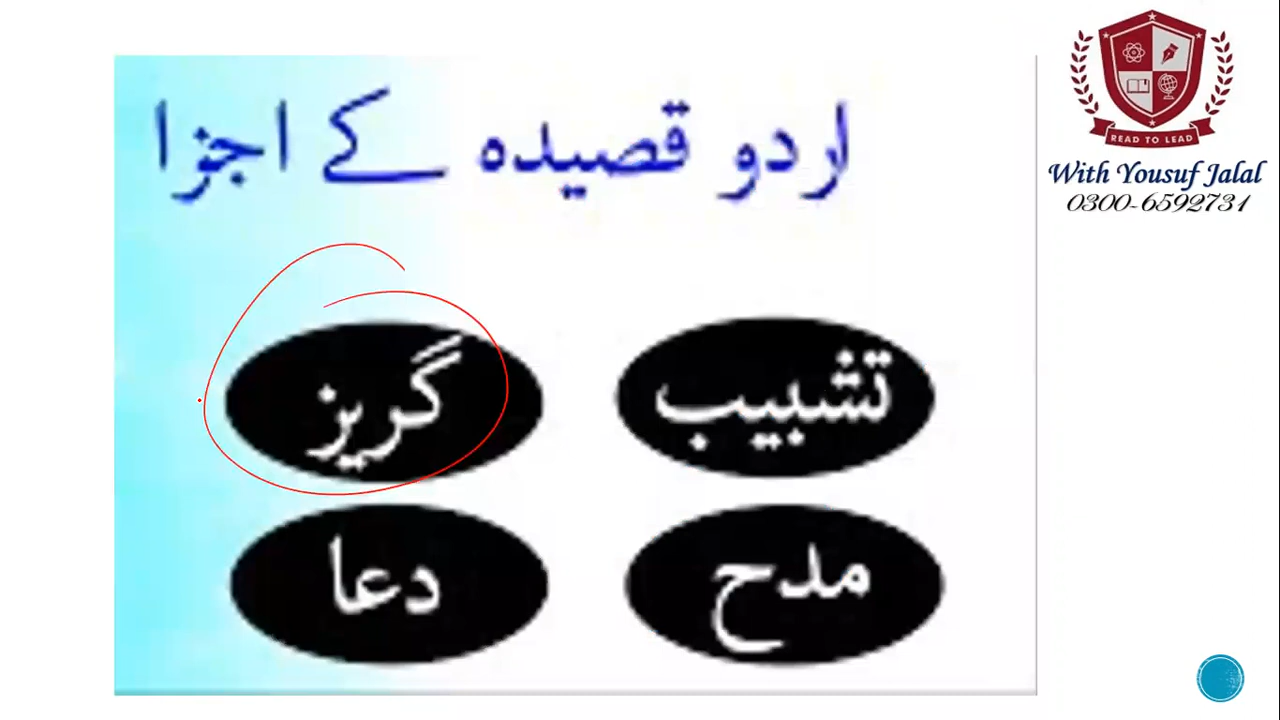 اردو قصیدہ کے اجزا
تشبیب
گریز
مدح
دعا
READ TO LEAD
With Yousuf Jalal
0300-6592731